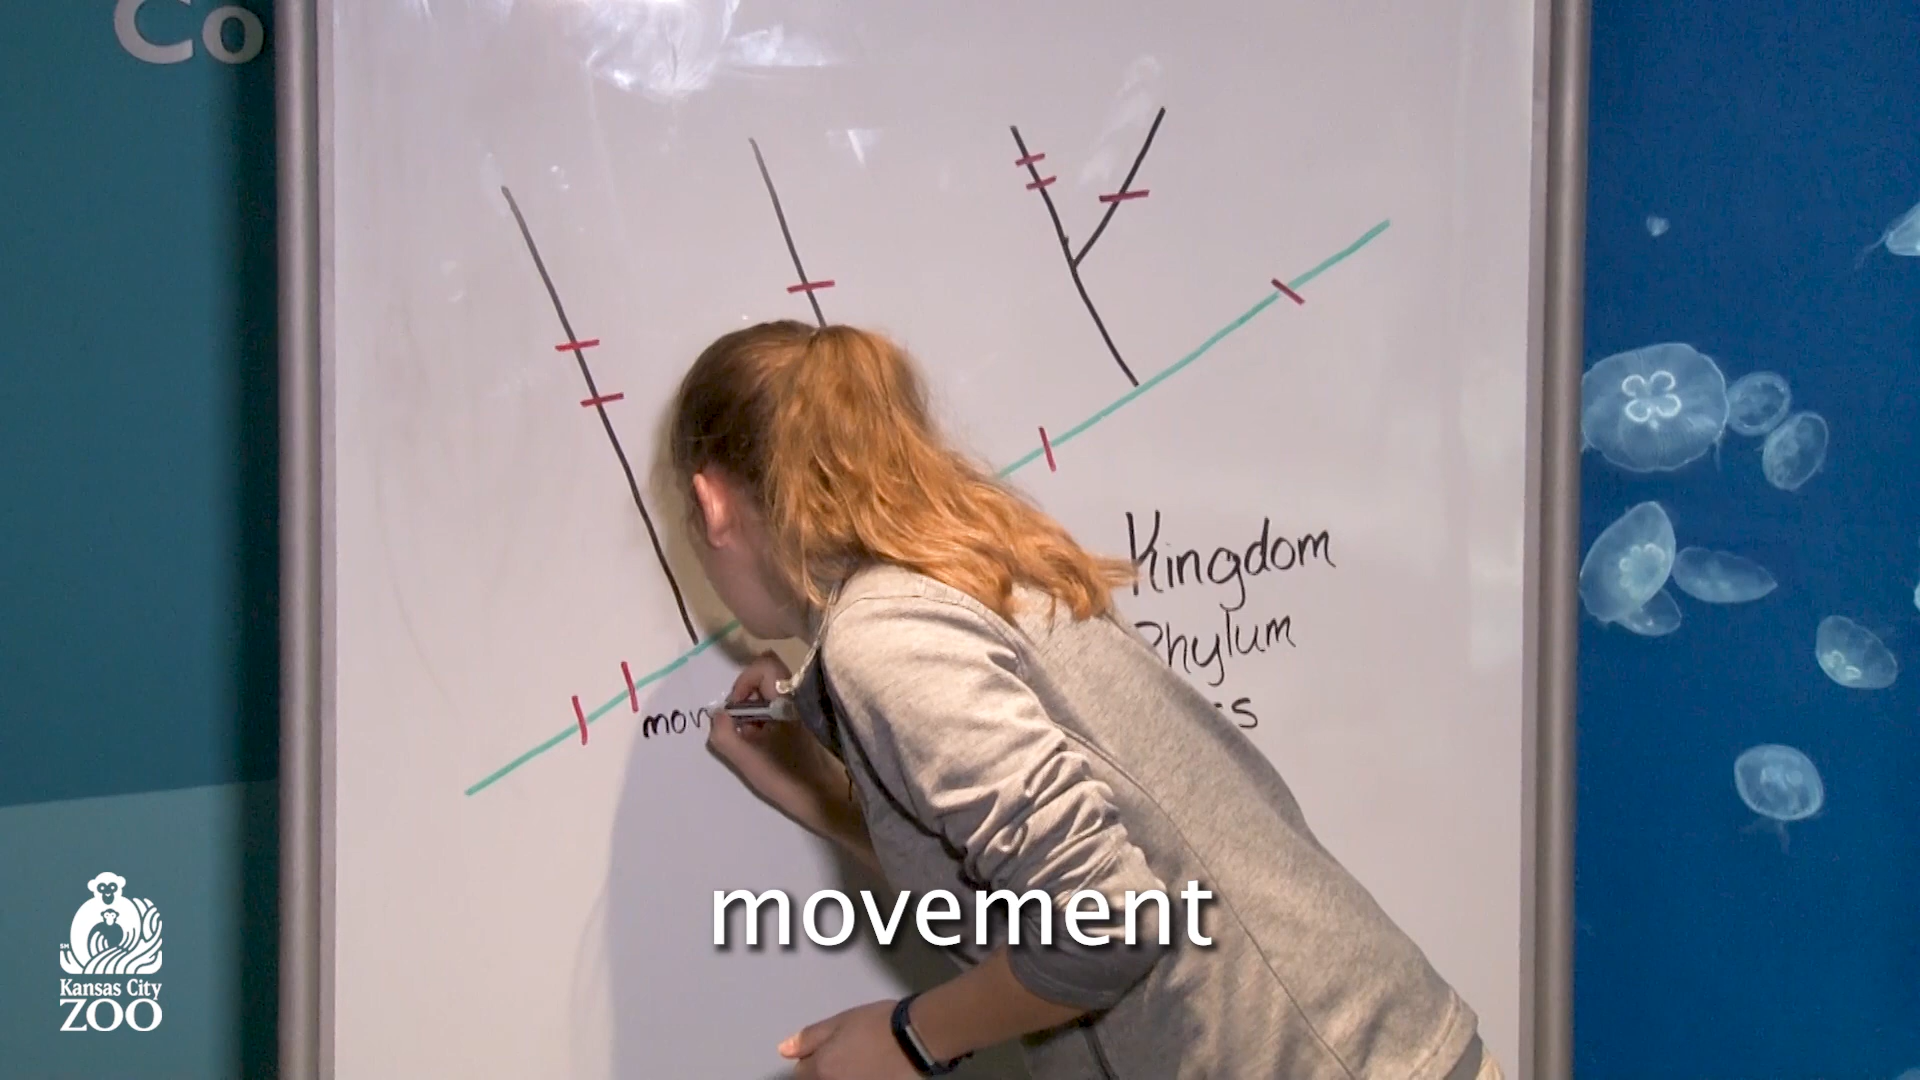 Co
Kingdom
Phylum
mov
movement
Kansas City
ZOO